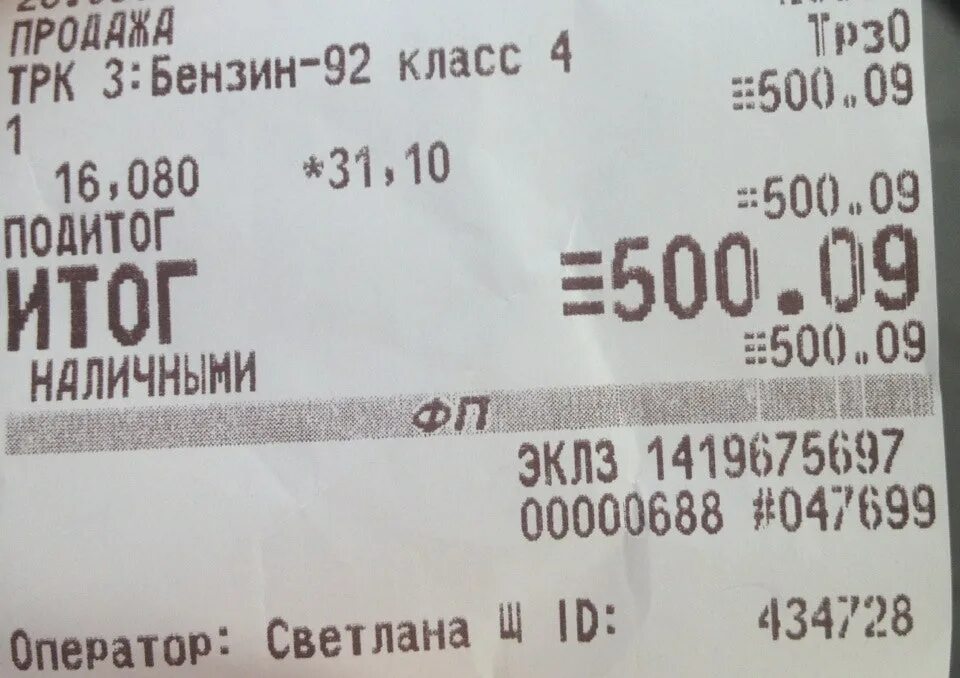 ПРОДАЖА ТрзО
ТРК 3:Бензин-92 класс 4
1 ≡500.09
16,080 *31,10
ПОДИТОГ =500.09
ИТОГ ≡500.09
НАЛИЧНЫМИ ≡500.09
ФП
ЭКЛЗ 1419675697
00000688 #047699
Оператор: Светлана Щ ID: 434728